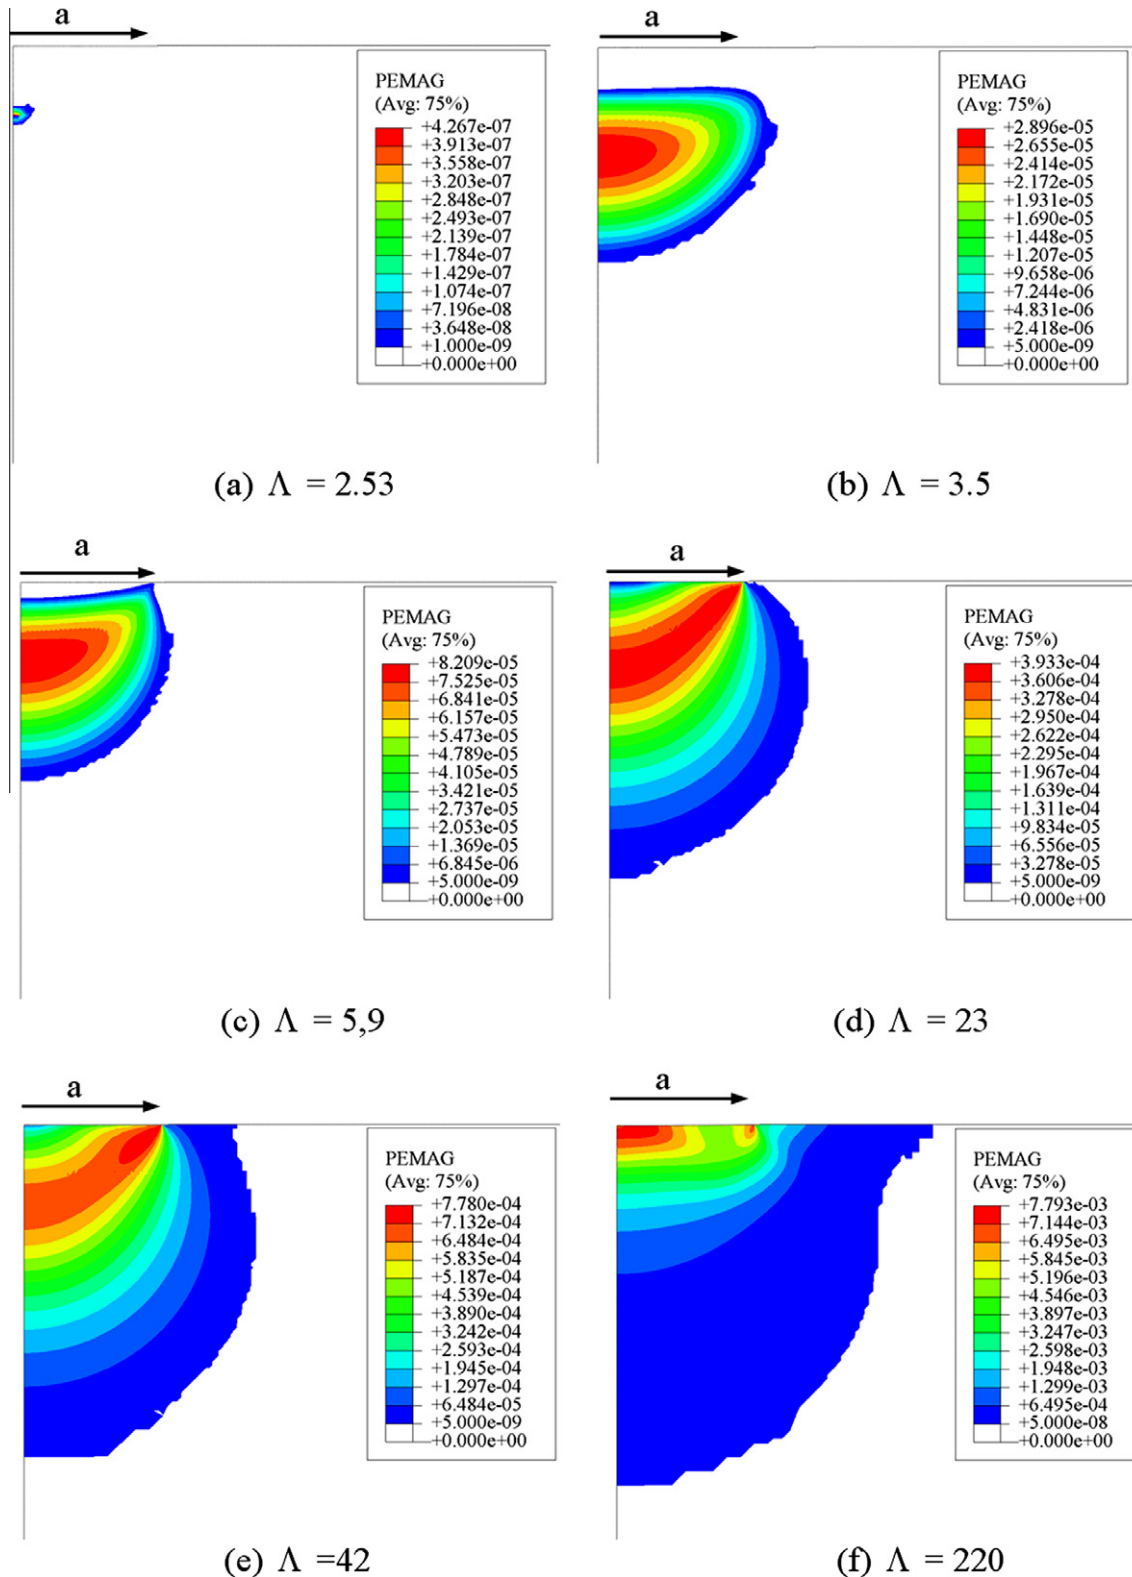 a
PEMAG
(Avg: 75%)
+4.267e-07
+3.913e-07
+3.558e-07
+3.203e-07
+2.848e-07
+2.493e-07
+2.139e-07
+1.784e-07
+1.429e-07
+1.074e-07
+7.196e-08
+3.648e-08
+1.000e-09
+0.000e+00
(a) Λ = 2.53
a
PEMAG
(Avg: 75%)
+2.896e-05
+2.655e-05
+2.414e-05
+2.172e-05
+1.931e-05
+1.690e-05
+1.448e-05
+1.207e-05
+9.658e-06
+7.244e-06
+4.831e-06
+2.418e-06
+5.000e-09
+0.000e+00
(b) Λ = 3.5
a
PEMAG
(Avg: 75%)
+8.209e-05
+7.525e-05
+6.841e-05
+6.157e-05
+5.473e-05
+4.789e-05
+4.105e-05
+3.421e-05
+2.737e-05
+2.053e-05
+1.369e-05
+6.845e-06
+5.000e-09
+0.000e+00
(c) Λ = 5,9
a
PEMAG
(Avg: 75%)
+3.933e-04
+3.606e-04
+3.278e-04
+2.950e-04
+2.622e-04
+2.295e-04
+1.967e-04
+1.639e-04
+1.311e-04
+9.834e-05
+6.556e-05
+3.278e-05
+5.000e-09
+0.000e+00
(d) Λ = 23
a
PEMAG
(Avg: 75%)
+7.780e-04
+7.132e-04
+6.484e-04
+5.835e-04
+5.187e-04
+4.539e-04
+3.890e-04
+3.242e-04
+2.593e-04
+1.945e-04
+1.297e-04
+6.484e-05
+5.000e-09
+0.000e+00
(e) Λ =42
a
PEMAG
(Avg: 75%)
+7.793e-03
+7.144e-03
+6.495e-03
+5.845e-03
+5.196e-03
+4.546e-03
+3.897e-03
+3.247e-03
+2.598e-03
+1.948e-03
+1.299e-03
+6.495e-04
+5.000e-08
+0.000e+00
(f) Λ = 220